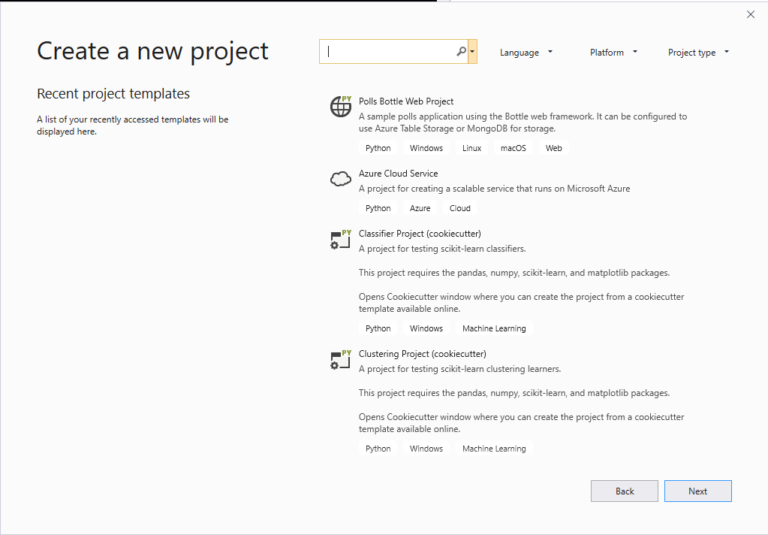 Create a new project
Language
Platform
Project type
Recent project templates
A list of your recently accessed templates will be
displayed here.
PY
Polls Bottle Web Project
A sample polls application using the Bottle web framework. It can be configured to
use Azure Table Storage or MongoDB for storage.
Python Windows Linux macOS Web
Azure Cloud Service
A project for creating a scalable service that runs on Microsoft Azure
Python Azure Cloud
PY
Classifier Project (cookiecutter)
A project for testing scikit-learn classifiers.
This project requires the pandas, numpy, scikit-learn, and matplotlib packages.
Opens Cookiecutter window where you can create the project from a cookiecutter
template available online.
Python Windows Machine Learning
PY
Clustering Project (cookiecutter)
A project for testing scikit-learn clustering learners.
This project requires the pandas, numpy, scikit-learn, and matplotlib packages.
Opens Cookiecutter window where you can create the project from a cookiecutter
template available online.
Python Windows Machine Learning
Back
Next